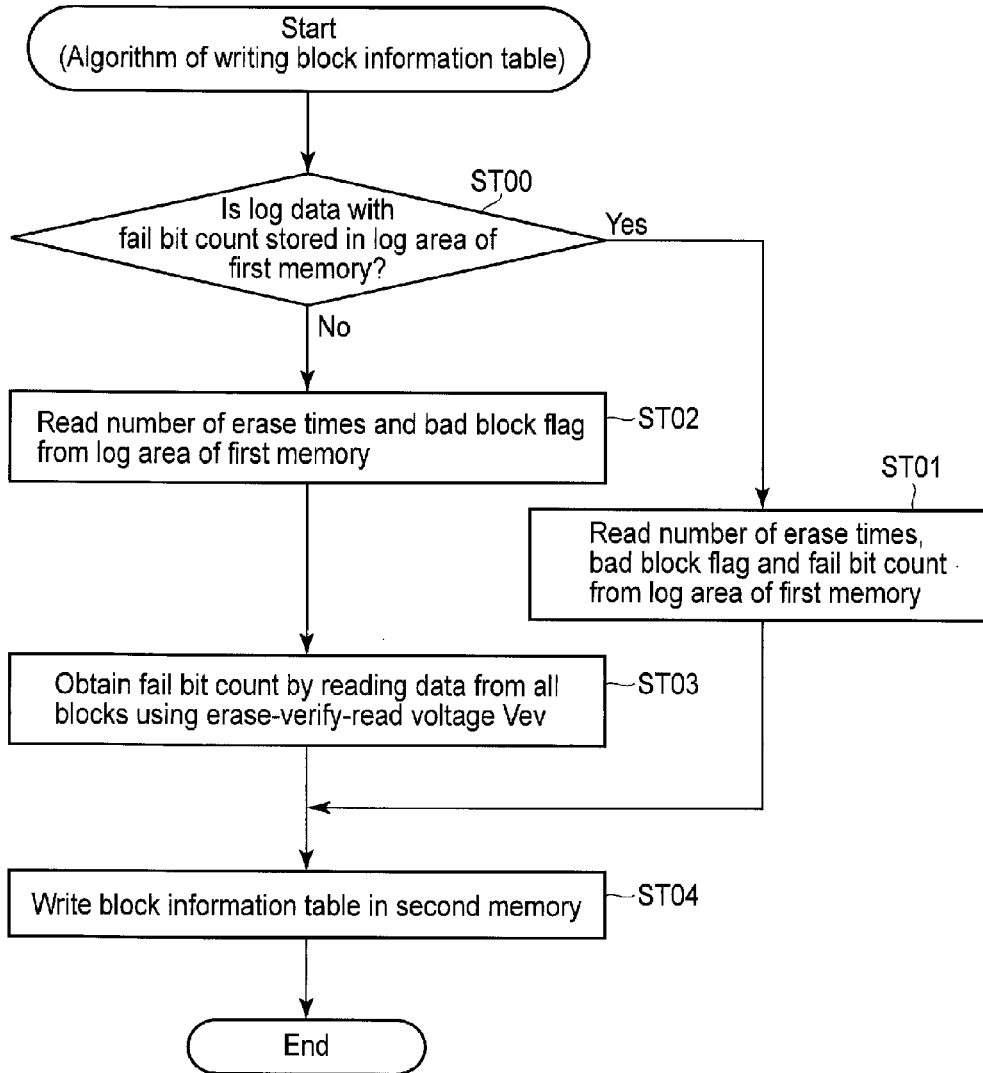 Start
(Algorithm of writing block information table)
ST00
Is log data with
fail bit count stored in log area of
first memory?
Yes
No
Read number of erase times and bad block flag
from log area of first memory
ST02
ST01
Read number of erase times,
bad block flag and fail bit count
from log area of first memory
Obtain fail bit count by reading data from all
blocks using erase-verify-read voltage Vev
ST03
Write block information table in second memory
ST04
End